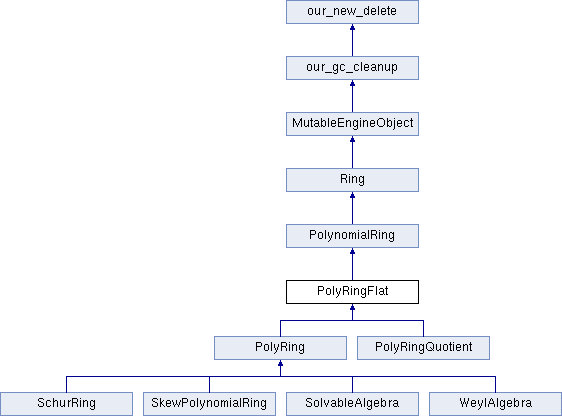 our_new_delete
our_gc_cleanup
MutableEngineObject
Ring
PolynomialRing
PolyRingFlat
PolyRing
PolyRingQuotient
SchurRing
SkewPolynomialRing
SolvableAlgebra
WeylAlgebra